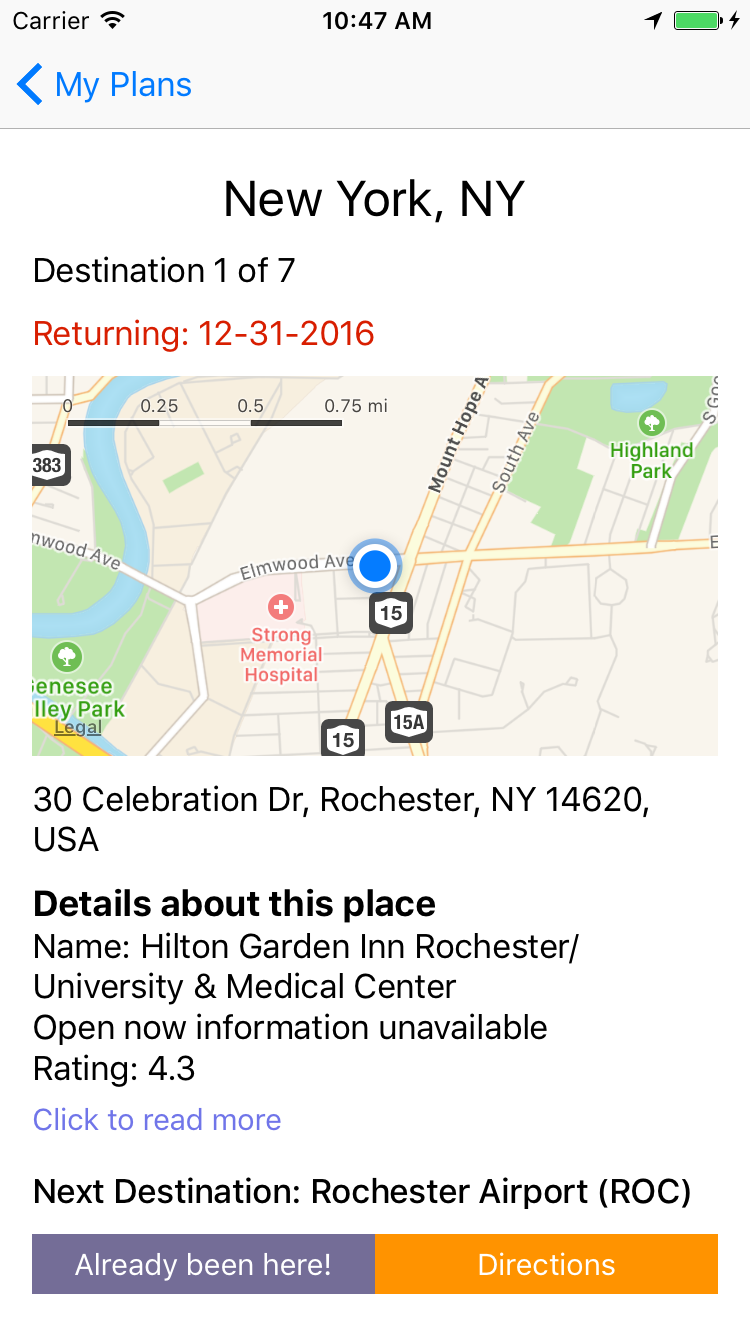 Carrier
10:47 AM
My Plans
New York, NY
Destination 1 of 7
Returning: 12-31-2016
0 0.25 0.5 0.75 mi
Mount Hope A
South Ave
S Goo
383
Highland
Park
nwood Ave
Elmwood Ave
E
15
Strong
Memorial
Hospital
Genesee
lley Park
Legal
15A
15
30 Celebration Dr, Rochester, NY 14620,
USA
Details about this place
Name: Hilton Garden Inn Rochester/
University & Medical Center
Open now information unavailable
Rating: 4.3
Click to read more
Next Destination: Rochester Airport (ROC)
Already been here!
Directions